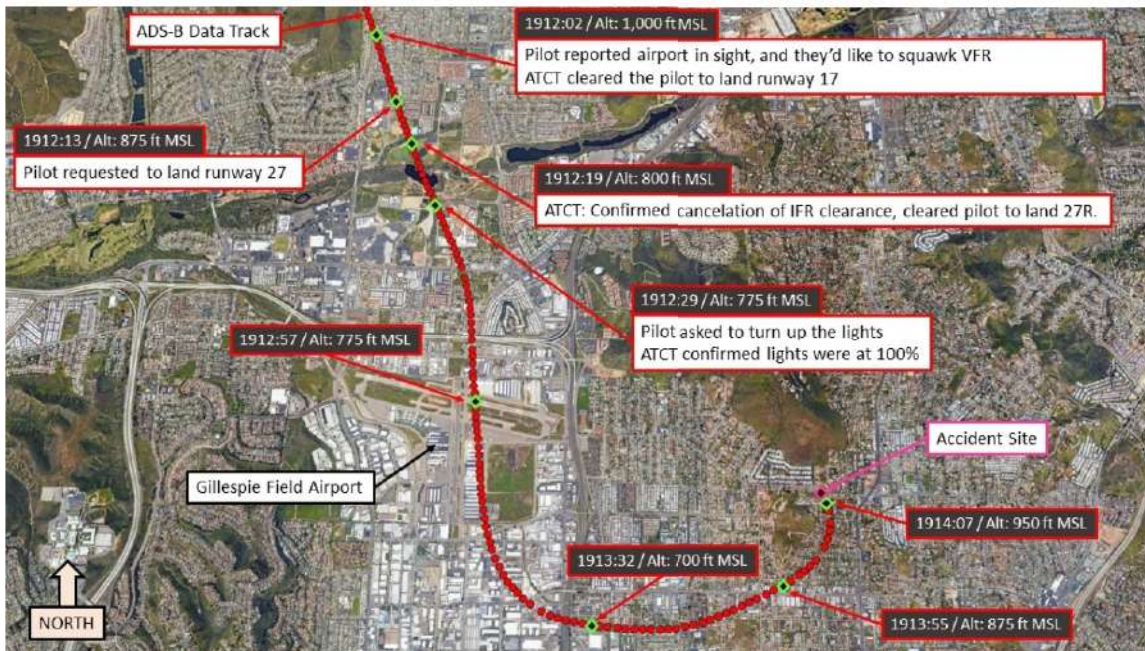 ADS-B Data Track
1912:02 / Alt: 1,000 ft MSL
Pilot reported airport in sight, and they'd like to squawk VFR
ATCT cleared the pilot to land runway 17
1912:13 / Alt: 875 ft MSL
Pilot requested to land runway 27
1912:19 / Alt: 800 ft MSL
ATCT: Confirmed cancelation of IFR clearance, cleared pilot to land 27R.
1912:29 / Alt: 775 ft MSL
Pilot asked to turn up the lights
ATCT confirmed lights were at 100%
1912:57 / Alt: 775 ft MSL
Gillespie Field Airport
Accident Site
1914:07 / Alt: 950 ft MSL
1913:32 / Alt: 700 ft MSL
1913:55 / Alt: 875 ft MSL
NORTH